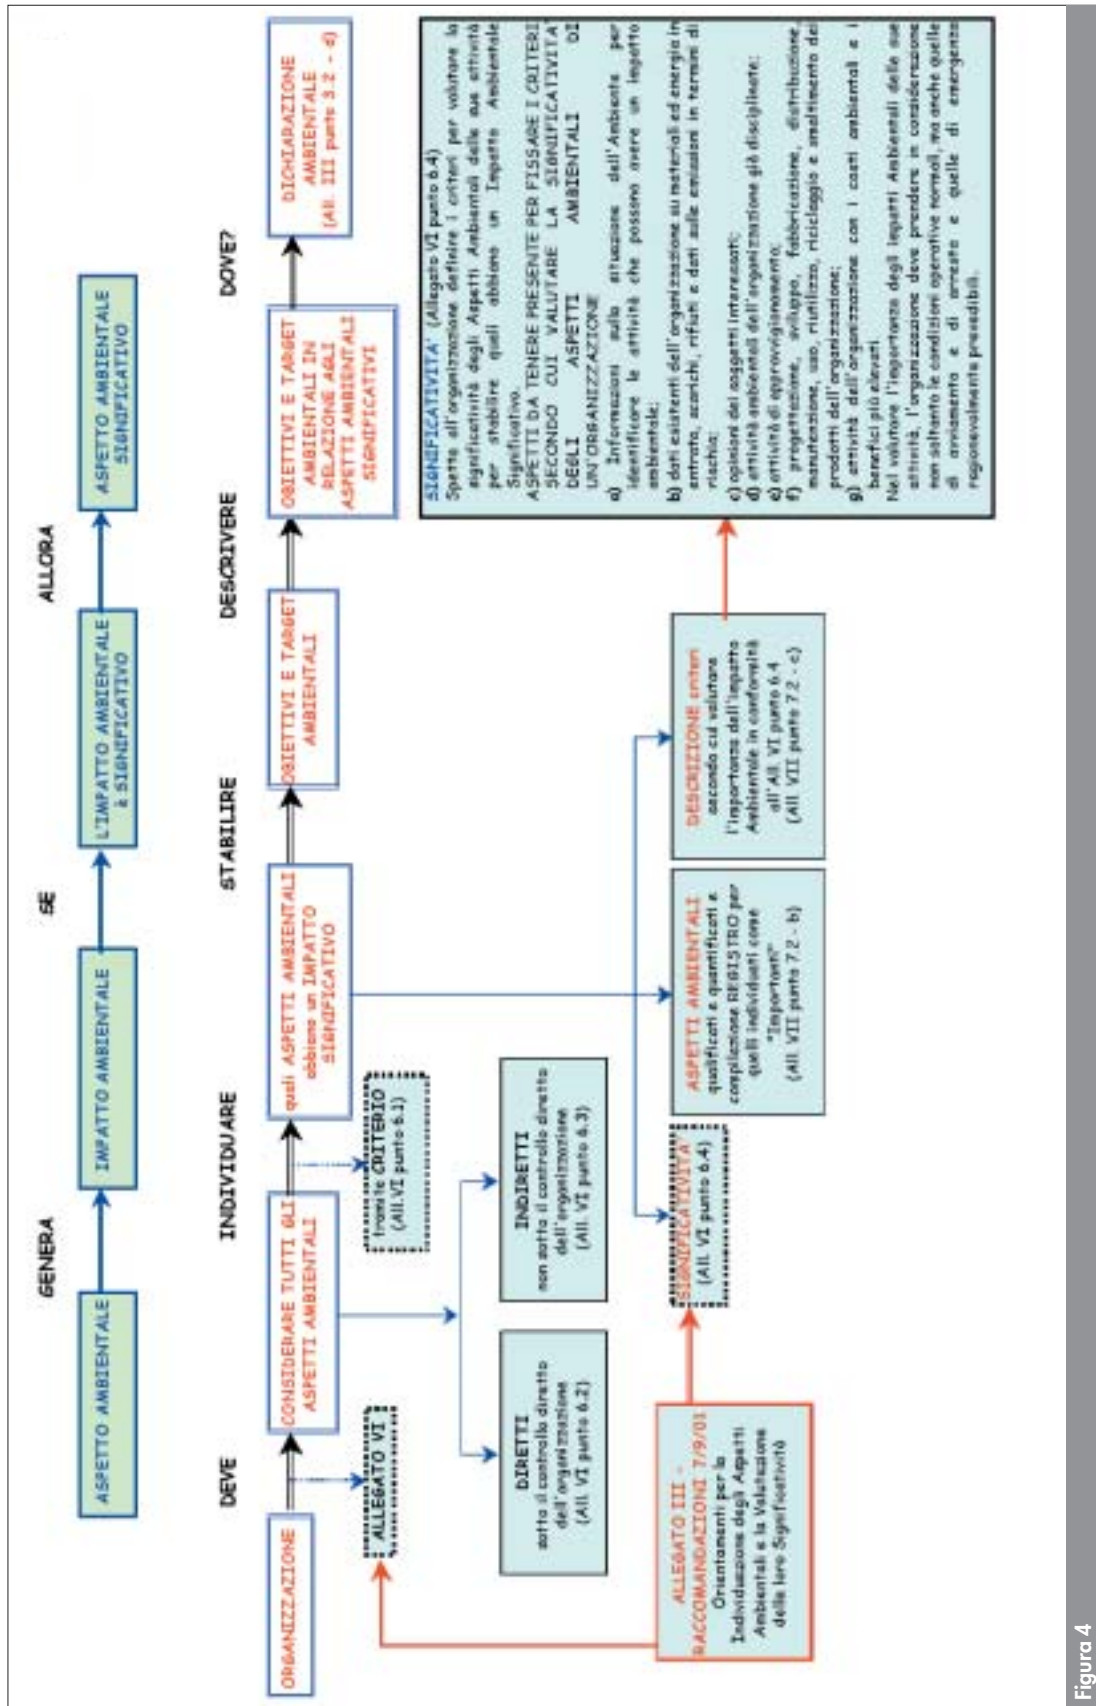 GENERA
SE
ALLORA
ASPETTO AMBIENTALE
IMPATTO AMBIENTALE
L'IMPATTO AMBIENTALE
è SIGNIFICATIVO
ASPETTO AMBIENTALE
SIGNIFICATIVO
DEVE
INDIVIDUARE
STABILIRE
DESCRIVERE
DOVE?
ORGANIZZAZIONE
CONSIDERARE TUTTI GLI
ASPETTI AMBIENTALI
quali ASPETTI AMBIENTALI
abbiano un IMPATTO
SIGNIFICATIVO
OBIETTIVI E TARGET
AMBIENTALI
OBIETTIVI E TARGET
AMBIENTALI IN
RELAZIONE AGLI
ASPETTI AMBIENTALI
SIGNIFICATIVI
DICHIARAZIONE
AMBIENTALE
(All. III punto 3.2 - d)
ALLEGATO VI
tramite CRITERIO
(All.VI punto 6.1)
DIRETTI
sotto il controllo diretto
dell'organizzazione
(All. VI punto 6.2)
INDIRETTI
non sotto il controllo diretto
dell'organizzazione
(All. VI punto 6.3)
ALLEGATO III -
RACCOMANDAZIONI 7/9/01
Orientamenti per la
Individuazione degli Aspetti
Ambientali e la Valutazione
della loro Significatività
SIGNIFICATIVITA'
(All. VI punto 6.4)
ASPETTI AMBIENTALI
qualificati e quantificati e
compilazione REGISTRO per
quelli individuati come
"Importanti"
(All. VII punto 7.2 - b)
DESCRIZIONE criteri
secondo cui valutare
l'importanza dell'impatto
Ambientale in conformità
all'All. VI punto 6.4
(All. VII punto 7.2 - c)
SIGNIFICATIVITA' (Allegato VI punto 6.4)
Spetta all'organizzazione definire i criteri per valutare la
significatività degli Aspetti Ambientali delle sue attività
per stabilire quali abbiano un Impatto Ambientale
Significativo.
ASPETTI DA TENERE PRESENTE PER FISSARE I CRITERI
SECONDO CUI VALUTARE LA SIGNIFICATIVITA'
DEGLI ASPETTI AMBIENTALI DI
UN'ORGANIZZAZIONE
a) Informazioni sulla situazione dell'Ambiente per
identificare le attività che possono avere un impatto
ambientale;
b) dati esistenti dell'organizzazione su materiali ed energia in
entrata, scarichi, rifiuti e dati sulle emissioni in termini di
rischio;
c) opinioni dei soggetti interessati;
d) attività ambientali dell'organizzazione già disciplinate;
e) attività di approvvigionamento;
f) progettazione, sviluppo, fabbricazione, distribuzione,
manutenzione, uso, riutilizzo, riciclaggio e smaltimento dei
prodotti dell'organizzazione;
g) attività dell'organizzazione con i costi ambientali e i
benefici più elevati
Nel valutare l'importanza degli impatti Ambientali delle sue
attività, l'organizzazione deve prendere in considerazione
non soltanto le condizioni operative normali, ma anche quelle
di avviamento e di arresto e quelle di emergenza
ragionevolmente prevedibili.
Figura 4